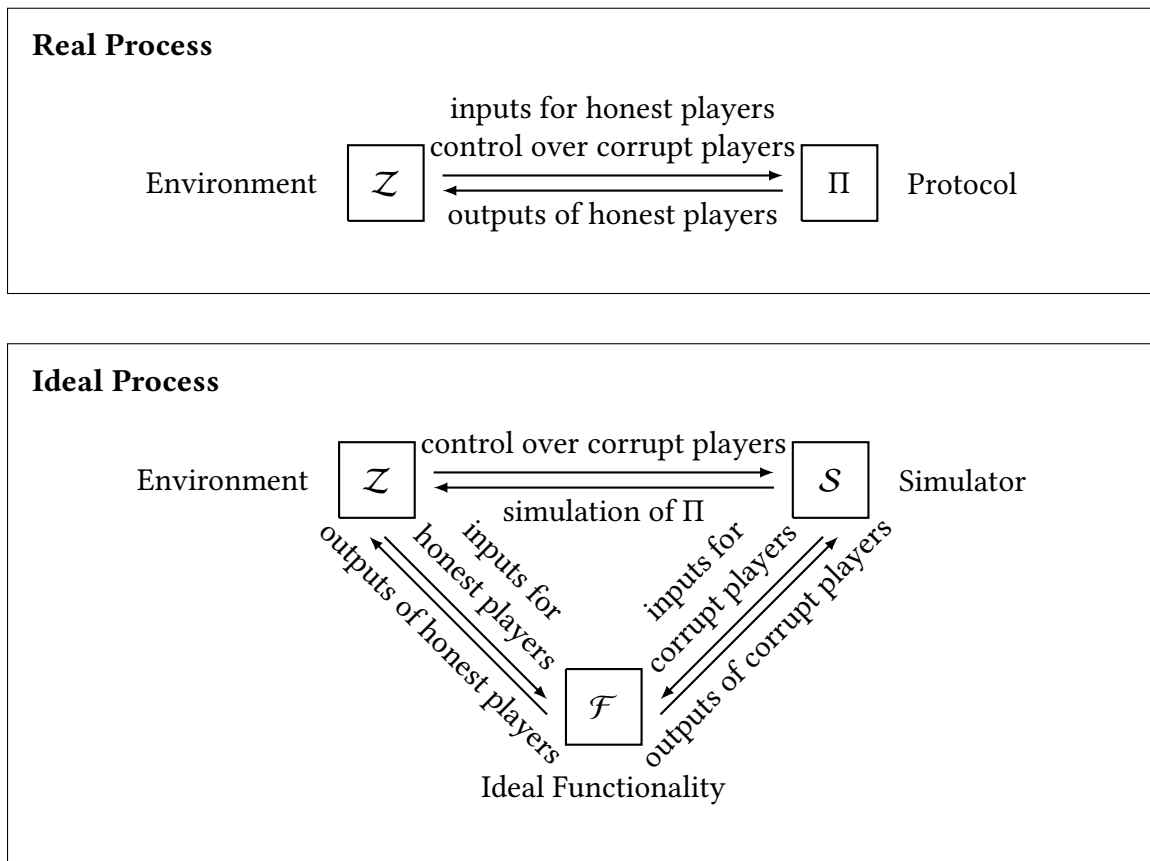 Real Process
inputs for honest players
control over corrupt players
Environment
𝒵
Π
Protocol
outputs of honest players
Ideal Process
control over corrupt players
Environment
𝒵
𝒮
Simulator
simulation of Π
inputs for
honest players
outputs of honest players
inputs for
corrupt players
outputs of corrupt players
ℱ
Ideal Functionality